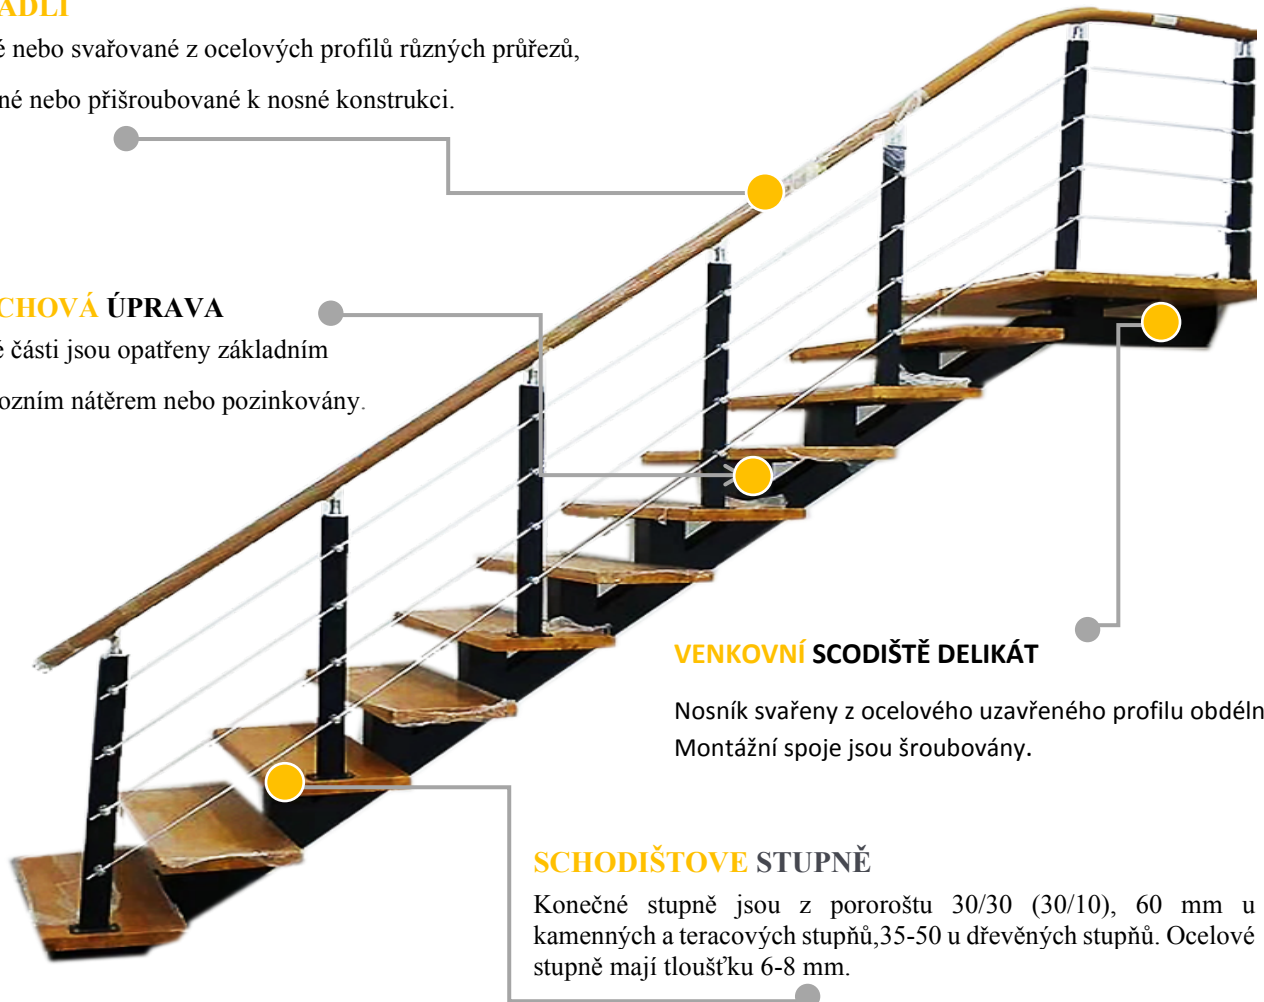 ADLÍ
é nebo svařované z ocelových profilů různých průřezů,
né nebo přišroubované k nosné konstrukci.
CHOVÁ ÚPRAVA
é části jsou opatřeny základním
ozním nátěrem nebo pozinkovány.
VENKOVNÍ SCODIŠTĚ DELIKÁT
Nosník svařeny z ocelového uzavřeného profilu obdéln
Montážní spoje jsou šroubovány.
SCHODIŠTOVE STUPNĚ
Konečné stupně jsou z pororoštu 30/30 (30/10), 60 mm u
kamenných a teracových stupňů,35-50 u dřevěných stupňů. Ocelové
stupně mají tloušťku 6-8 mm.